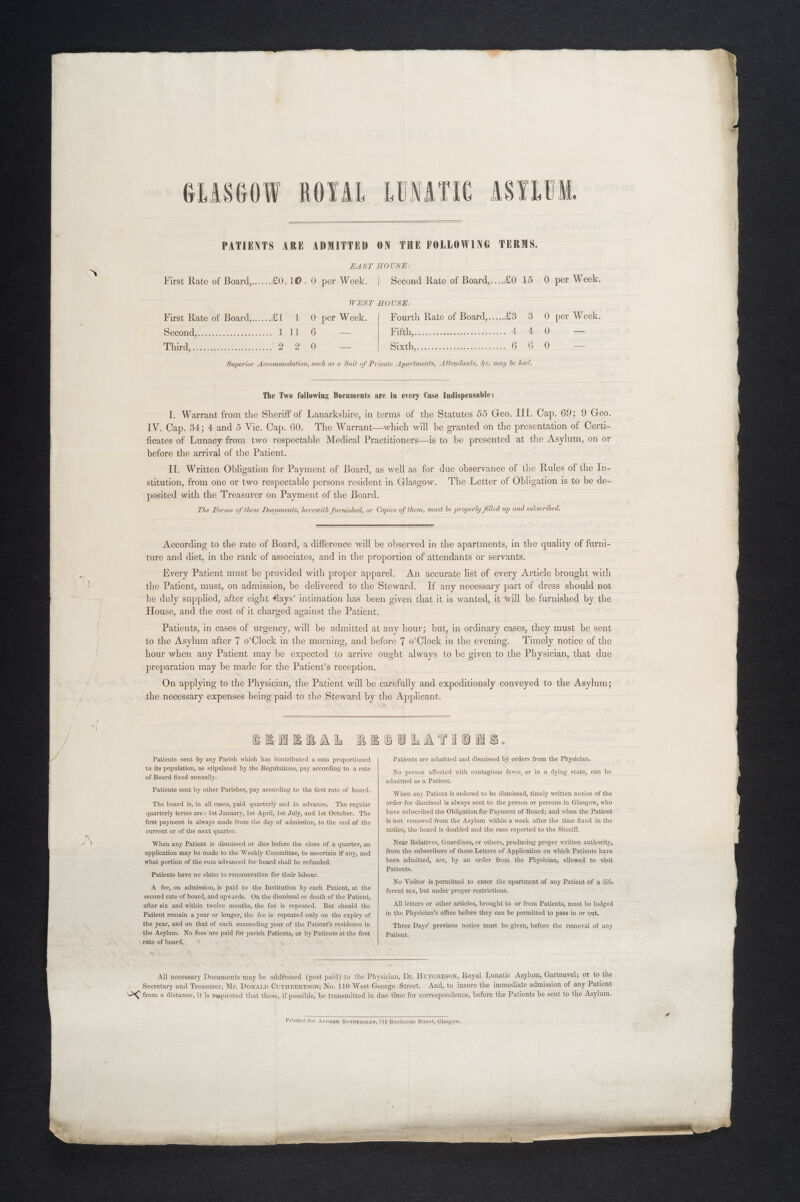 GLASGOW ROYAL LUNATIC ASYLUM.
PATIENTS ARE ADMITTED ON THE FOLLOWING TERMS.
EAST HOUSE:
First Rate of Board,.......£0. 10. 0 per Week. | Second Rate of Board,.....£0 15 0 per Week.
WEST HOUSE:
First Rate of Board,.......£1 1 0 per Week. | Fourth Rate of Board,......£3 3 0 per Week.
Second,....................... 1 11 6 — | Fifth,............................ 4 4 0 —
Third,......................... 2 2 0 — | Sixth,........................... 6 6 0 —
Superior Accommodation, such as a Suit of Private Apartments, Attendants, &c. may be had.
The Two following Documents are in every Case Indispensable:
I. Warrant from the Sheriff of Lanarkshire, in terms of the Statutes 55 Geo. III. Cap. 69; 9 Geo.
IV. Cap. 34; 4 and 5 Vic. Cap. 60. The Warrant—which will be granted on the presentation of Certi-
ficates of Lunacy from two respectable Medical Practitioners—is to be presented at the Asylum, on or
before the arrival of the Patient.
II. Written Obligation for Payment of Board, as well as for due observance of the Rules of the In-
stitution, from one or two respectable persons resident in Glasgow. The Letter of Obligation is to be de-
posited with the Treasurer on Payment of the Board.
The Forms of these Documents, herewith furnished, or Copies of them, must be properly filled up and subscribed.
According to the rate of Board, a difference will be observed in the apartments, in the quality of furni-
ture and diet, in the rank of associates, and in the proportion of attendants or servants.
Every Patient must be provided with proper apparel. An accurate list of every Article brought with
the Patient, must, on admission, be delivered to the Steward. If any necessary part of dress should not
be duly supplied, after eight days' intimation has been given that it is wanted, it will be furnished by the
House, and the cost of it charged against the Patient.
Patients, in cases of urgency, will be admitted at any hour; but, in ordinary cases, they must be sent
to the Asylum after 7 o'Clock in the morning, and before 7 o'Clock in the evening. Timely notice of the
hour when any Patient may be expected to arrive ought always to be given to the Physician, that due
preparation may be made for the Patient's reception.
On applying to the Physician, the Patient will be carefully and expeditiously conveyed to the Asylum;
the necessary expenses being paid to the Steward by the Applicant.
GENERAL REGULATIONS.
Patients sent by any Parish which has contributed a sum proportioned
to its population, as stipulated by the Regulations, pay according to a rate
of Board fixed annually.
Patients sent by other Parishes, pay according to the first rate of board.
The board is, in all cases, paid quarterly and in advance. The regular
quarterly terms are: 1st January, 1st April, 1st July, and 1st October. The
first payment is always made from the day of admission, to the end of the
current or of the next quarter.
When any Patient is dismissed or dies before the close of a quarter, an
application may be made to the Weekly Committee, to ascertain if any, and
what portion of the sum advanced for board shall be refunded.
Patients have no claim to remuneration for their labour.
A fee, on admission, is paid to the Institution by each Patient, at the
second rate of board, and upwards. On the dismissal or death of the Patient,
after six and within twelve months, the fee is repeated. But should the
Patient remain a year or longer, the fee is repeated only on the expiry of
the year, and on that of each succeeding year of the Patient's residence in
the Asylum. No fees are paid for parish Patients, or by Patients at the first
rate of board.
Patients are admitted and dismissed by orders from the Physician.
No person affected with contagious fever, or in a dying state, can be
admitted as a Patient.
When any Patient is ordered to be dismissed, timely written notice of the
order for dismissal is always sent to the person or persons in Glasgow, who
have subscribed the Obligation for Payment of Board; and when the Patient
is not removed from the Asylum within a week after the time fixed in the
notice, the board is doubled and the case reported to the Sheriff.
Near Relatives, Guardians, or others, producing proper written authority,
from the subscribers of those Letters of Application on which Patients have
been admitted, are, by an order from the Physician, allowed to visit
Patients.
No Visitor is permitted to enter the apartment of any Patient of a dif-
ferent sex, but under proper restrictions.
All letters or other articles, brought to or from Patients, must be lodged
in the Physician's office before they can be permitted to pass in or out.
Three Days' previous notice must be given, before the removal of any
Patient.
All necessary Documents may be addressed (post paid) to the Physician, Dr. HUTCHESON, Royal Lunatic Asylum, Gartnavel; or to the
Secretary and Treasurer, Mr. DONALD CUTHBERTSON, No. 110 West George Street. And, to insure the immediate admission of any Patient
from a distance, it is requested that these, if possible, be transmitted in due time for correspondence, before the Patients be sent to the Asylum.
Printed for ANDREW RUTHERGLEN, 119 Buchanan Street, Glasgow.